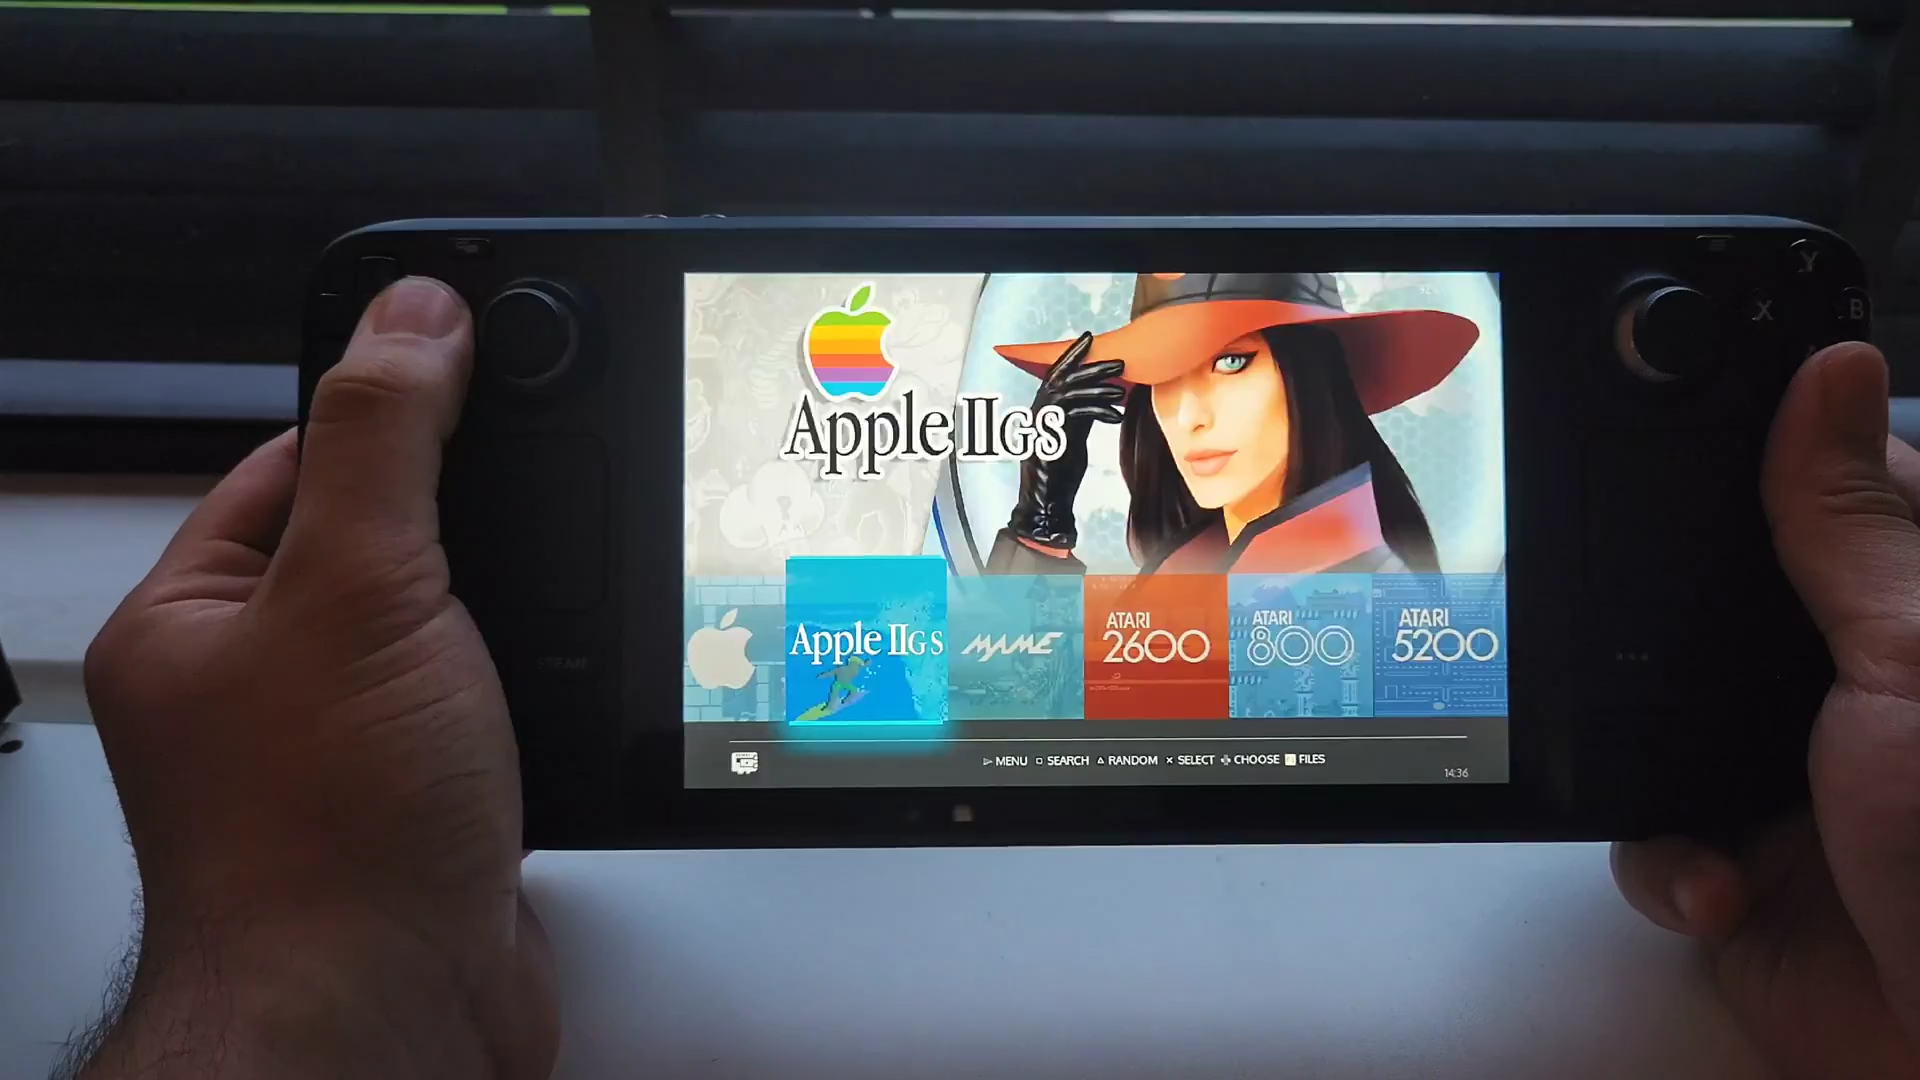 Y
X
B
Apple IIGS
Apple IIGS
MAME
ATARI
2600
ATARI
800
ATARI
5200
STEAM
MENU SEARCH RANDOM SELECT CHOOSE FILES
14:36